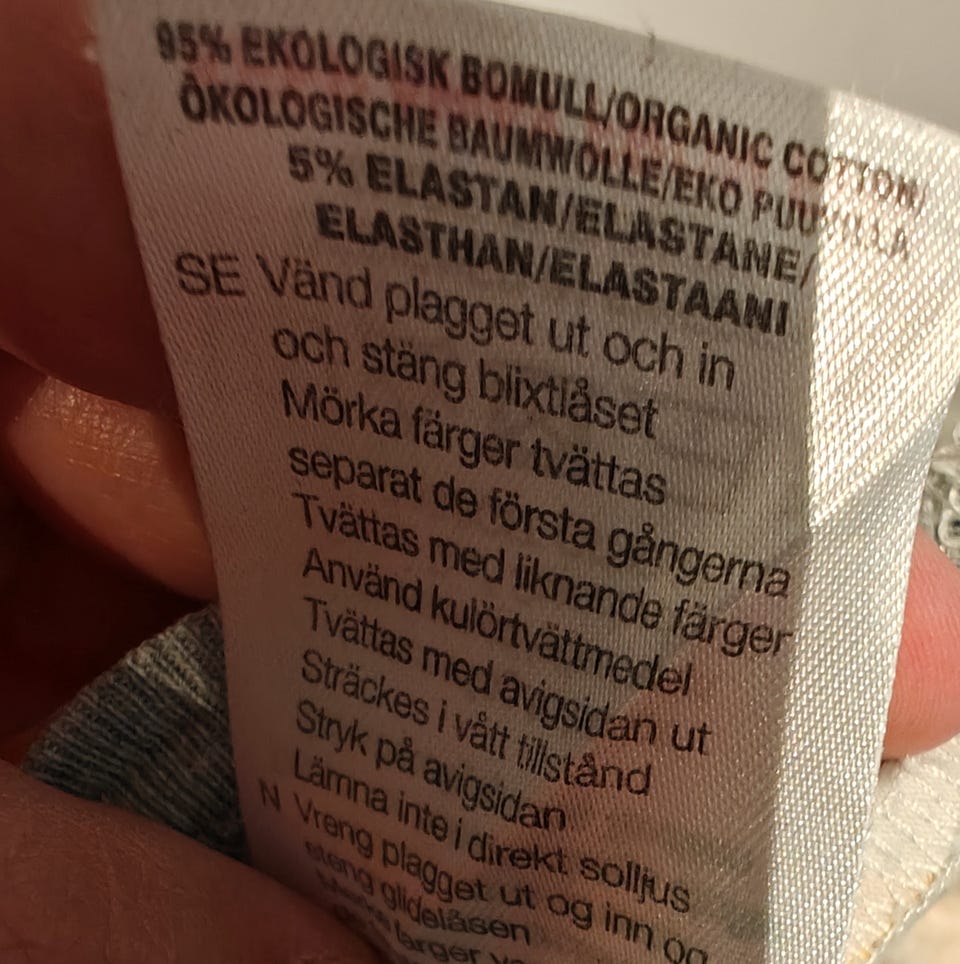 95% EKOLOGISK BOMULL/ORGANIC COTTON/
ÖKOLOGISCHE BAUMWOLLE/EKO PUUVILLA
5% ELASTAN/ELASTANE/
ELASTHAN/ELASTAANI
SE Vänd plagget ut och in
och stäng blixtlåset
Mörka färger tvättas
separat de första gångerna
Tvättas med liknande färger
Använd kulörtvättmedel
Tvättas med avigsidan ut
Sträckes i vått tillstånd
Stryk på avigsidan
Lämna inte i direkt solljus
N Vreng plagget ut og inn og
steng glidelåsen
farger